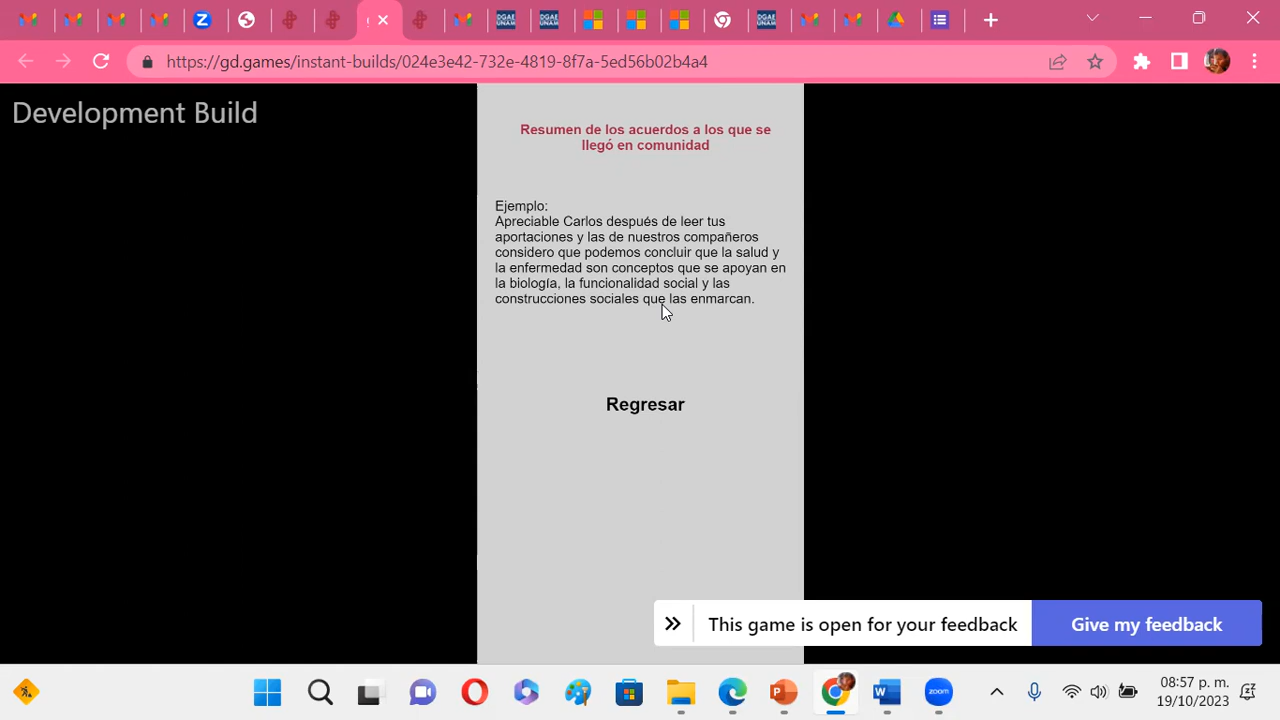 https://gd.games/instant-builds/024e3e42-732e-4819-8f7a-5ed56b02b4a4
Development Build
Resumen de los acuerdos a los que se
llegó en comunidad
Ejemplo:
Apreciable Carlos después de leer tus
aportaciones y las de nuestros compañeros
considero que podemos concluir que la salud y
la enfermedad son conceptos que se apoyan en
la biología, la funcionalidad social y las
construcciones sociales que las enmarcan.
Regresar
This game is open for your feedback
Give my feedback
08:57 p. m.
19/10/2023